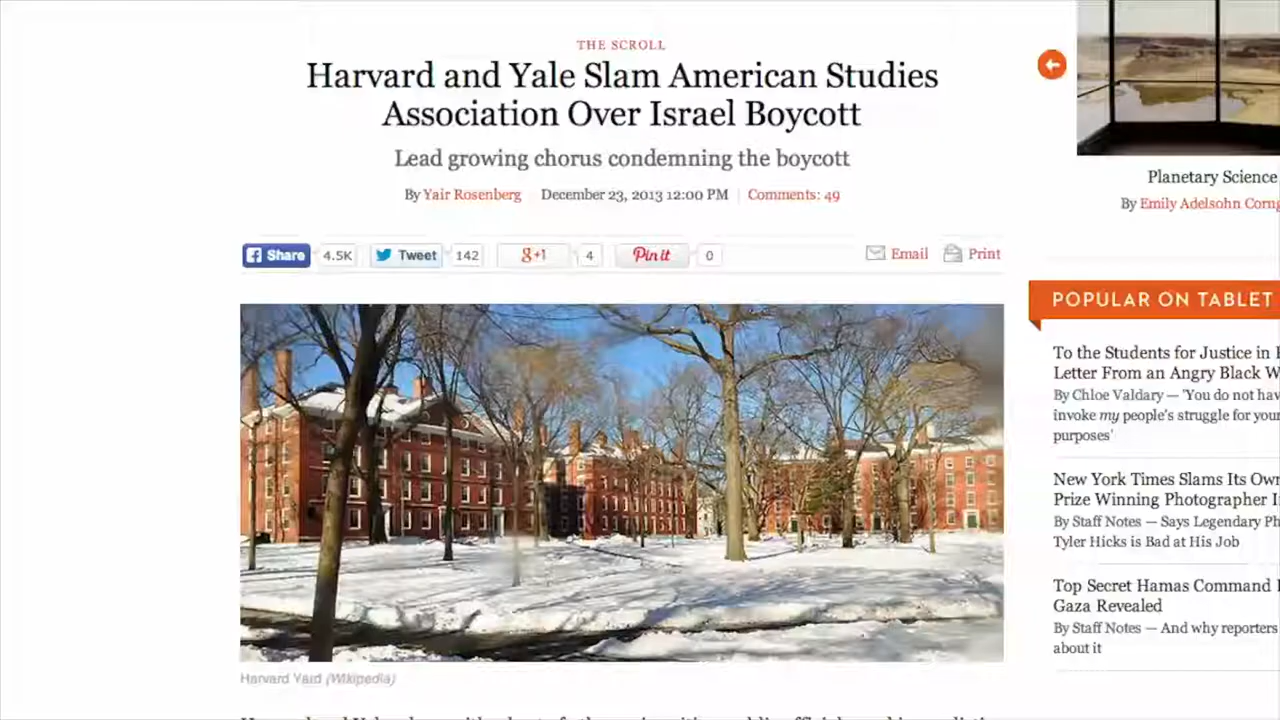 THE SCROLL
Harvard and Yale Slam American Studies
Association Over Israel Boycott
Lead growing chorus condemning the boycott
By Yair Rosenberg | December 23, 2013 12:00 PM | Comments: 49
Share 4.5K Tweet 142 g+1 4 Pin it 0 Email Print
Harvard Yard (Wikipedia)
Planetary Science
By Emily Adelsohn
POPULAR ON TABLET
To the Students for Justice in
Letter From an Angry Black
By Chloe Valdary — 'You do not
invoke my people's struggle for
purposes'
New York Times Slams Its
Prize Winning Photographer
By Staff Notes — Says Legendary
Tyler Hicks is Bad at His Job
Top Secret Hamas Command
Gaza Revealed
By Staff Notes — And why reporters
about it